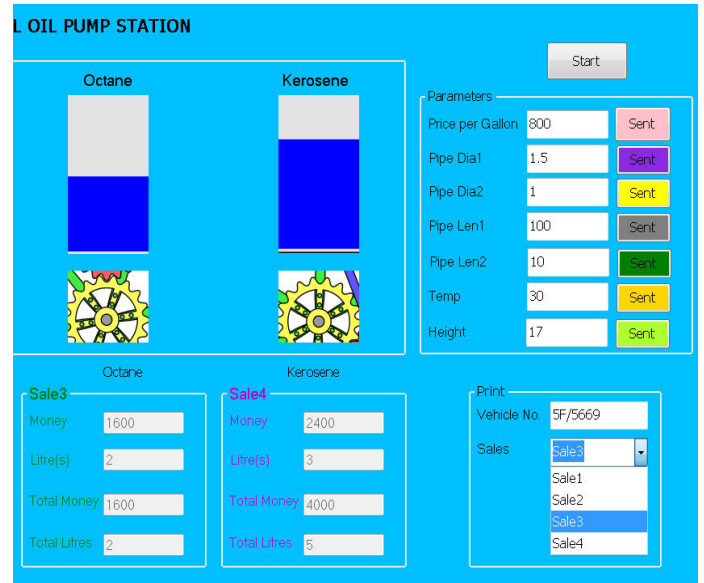 L OIL PUMP STATION
Start
Octane
Kerosene
Parameters
Price per Gallon 800 Sent
Pipe Dia1 1.5 Sent
Pipe Dia2 1 Sent
Pipe Len1 100 Sent
Pipe Len2 10 Sent
Temp 30 Sent
Height 17 Sent
Octane
Sale3
Money 1600
Litre(s) 2
Total Money 1600
Total Litres 2
Kerosene
Sale4
Money 2400
Litre(s) 3
Total Money 4000
Total Litres 5
Print
Vehicle No. 5F/5669
Sales Sale3
Sale1
Sale2
Sale3
Sale4